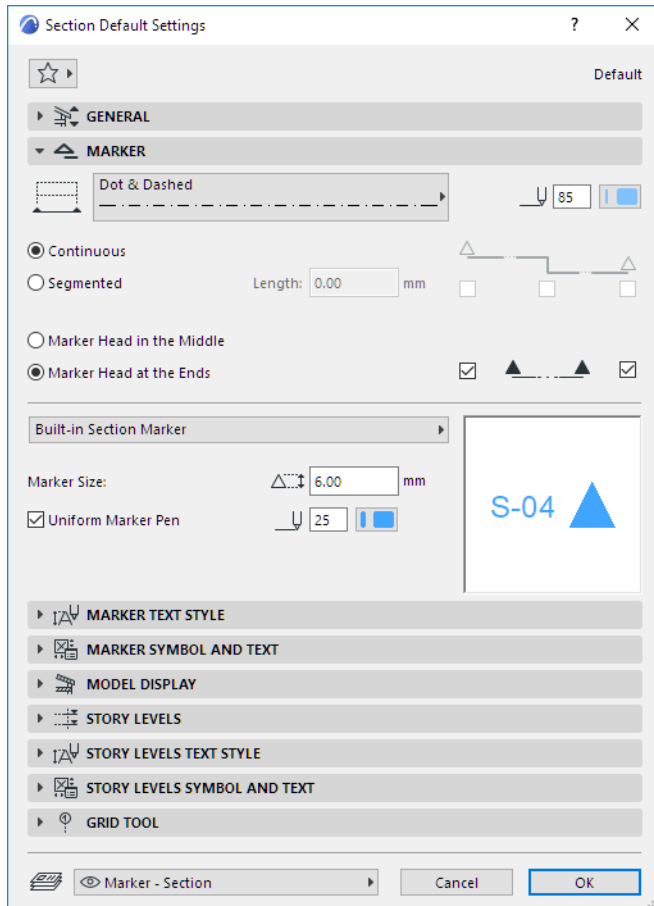 Section Default Settings
?
Default
GENERAL
MARKER
Dot & Dashed
85
Continuous
Segmented Length: 0.00 mm
Marker Head in the Middle
Marker Head at the Ends
Built-in Section Marker
Marker Size: 6.00 mm
Uniform Marker Pen 25
S-04
MARKER TEXT STYLE
MARKER SYMBOL AND TEXT
MODEL DISPLAY
STORY LEVELS
STORY LEVELS TEXT STYLE
STORY LEVELS SYMBOL AND TEXT
GRID TOOL
Marker - Section Cancel OK